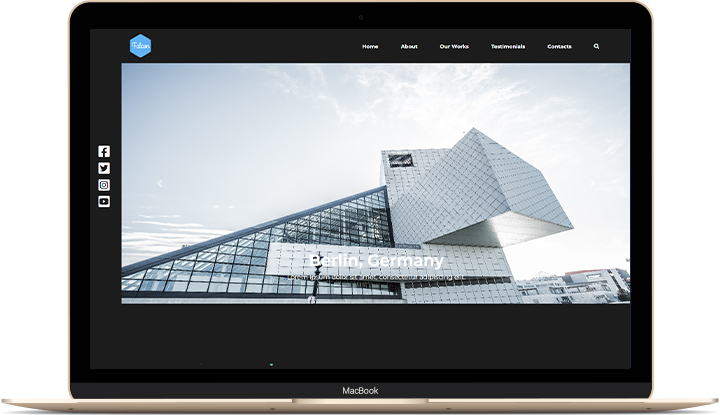 Falcon
Home About Our Works Testimonials Contacts
Berlin, Germany
Lorem ipsum dolor sit amet, consectetur adipiscing elit.
MacBook